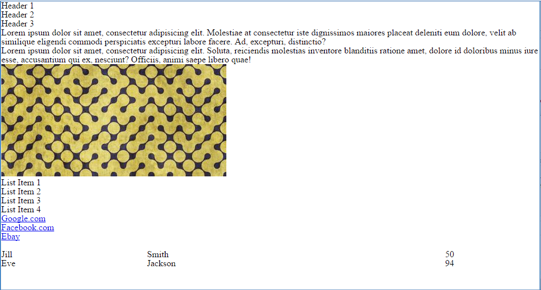 Header 1
Header 2
Header 3
Lorem ipsum dolor sit amet, consectetur adipisicing elit. Molestiae at consectetur iste dignissimos maiores placeat deleniti eum dolore, velit ab
similique eligendi commodi perspiciatis excepturi labore facere. Ad, excepturi, distinctio?
Lorem ipsum dolor sit amet, consectetur adipisicing elit. Soluta, reiciendis molestias inventore blanditiis ratione amet, dolore id doloribus minus iure
esse, accusantium qui ex, nesciunt? Officiis, animi saepe libero quae!
List Item 1
List Item 2
List Item 3
List Item 4
Google.com
Facebook.com
Ebay
Jill Smith 50
Eve Jackson 94